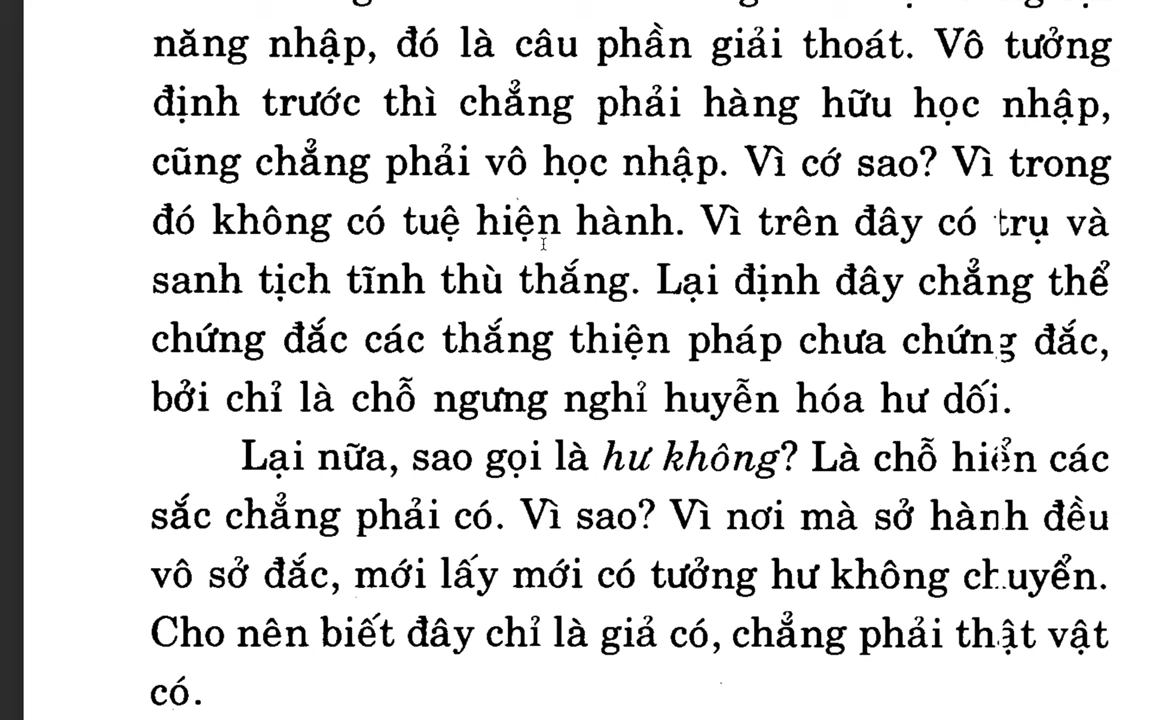 năng nhập, đó là câu phần giải thoát. Vô tưởng
định trước thì chẳng phải hàng hữu học nhập,
cũng chẳng phải vô học nhập. Vì cớ sao? Vì trong
đó không có tuệ hiện hành. Vì trên đây có trụ và
sanh tịch tĩnh thù thắng. Lại định đây chẳng thể
chứng đắc các thắng thiện pháp chưa chứng đắc,
bởi chỉ là chỗ ngưng nghỉ huyễn hóa hư dối.
Lại nữa, sao gọi là hư không? Là chỗ hiển các
sắc chẳng phải có. Vì sao? Vì nơi mà sở hành đều
vô sở đắc, mới lấy mới có tưởng hư không chuyển.
Cho nên biết đây chỉ là giả có, chẳng phải thật vật
có.